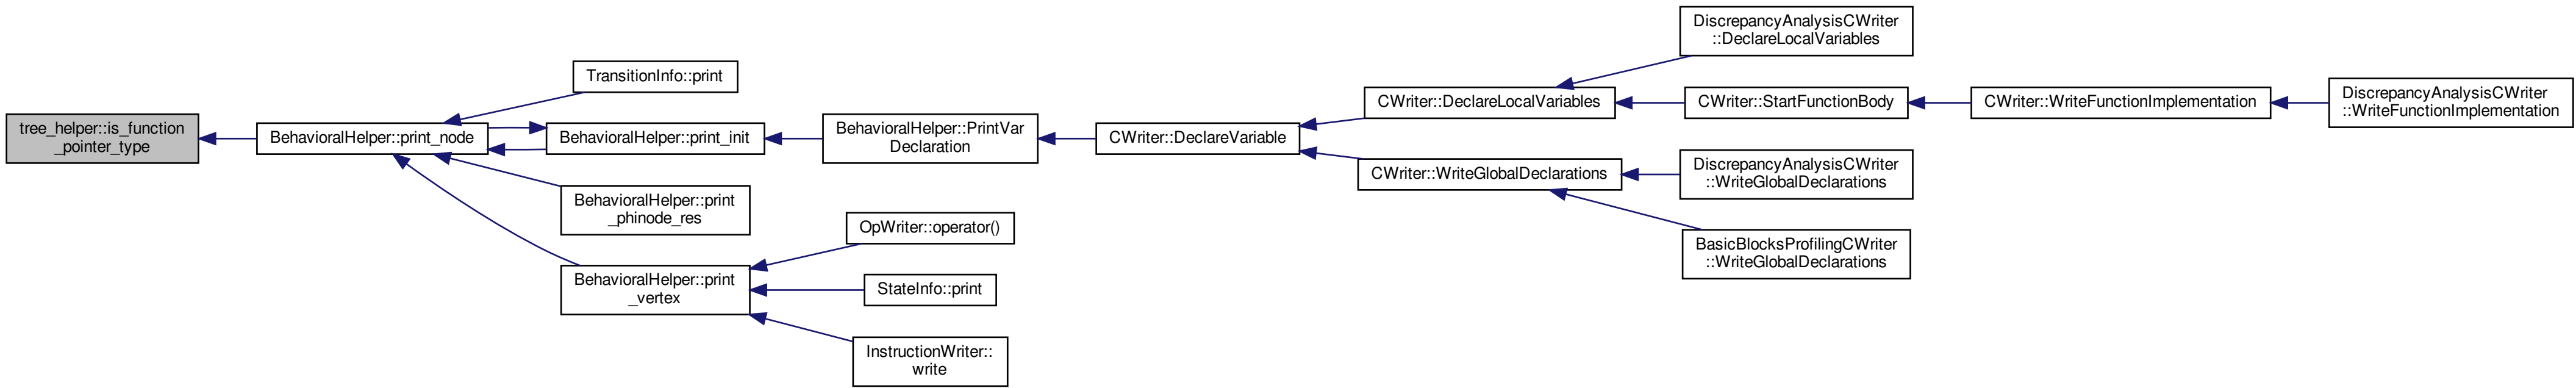 tree_helper::is_function
_pointer_type
BehavioralHelper::print_node
TransitionInfo::print
BehavioralHelper::print_init
BehavioralHelper::print
_phinode_res
BehavioralHelper::print
_vertex
BehavioralHelper::PrintVar
Declaration
OpWriter::operator()
StateInfo::print
InstructionWriter::
write
CWriter::DeclareVariable
CWriter::DeclareLocalVariables
CWriter::WriteGlobalDeclarations
DiscrepancyAnalysisCWriter
::DeclareLocalVariables
CWriter::StartFunctionBody
DiscrepancyAnalysisCWriter
::WriteGlobalDeclarations
BasicBlocksProfilingCWriter
::WriteGlobalDeclarations
CWriter::WriteFunctionImplementation
DiscrepancyAnalysisCWriter
::WriteFunctionImplementation